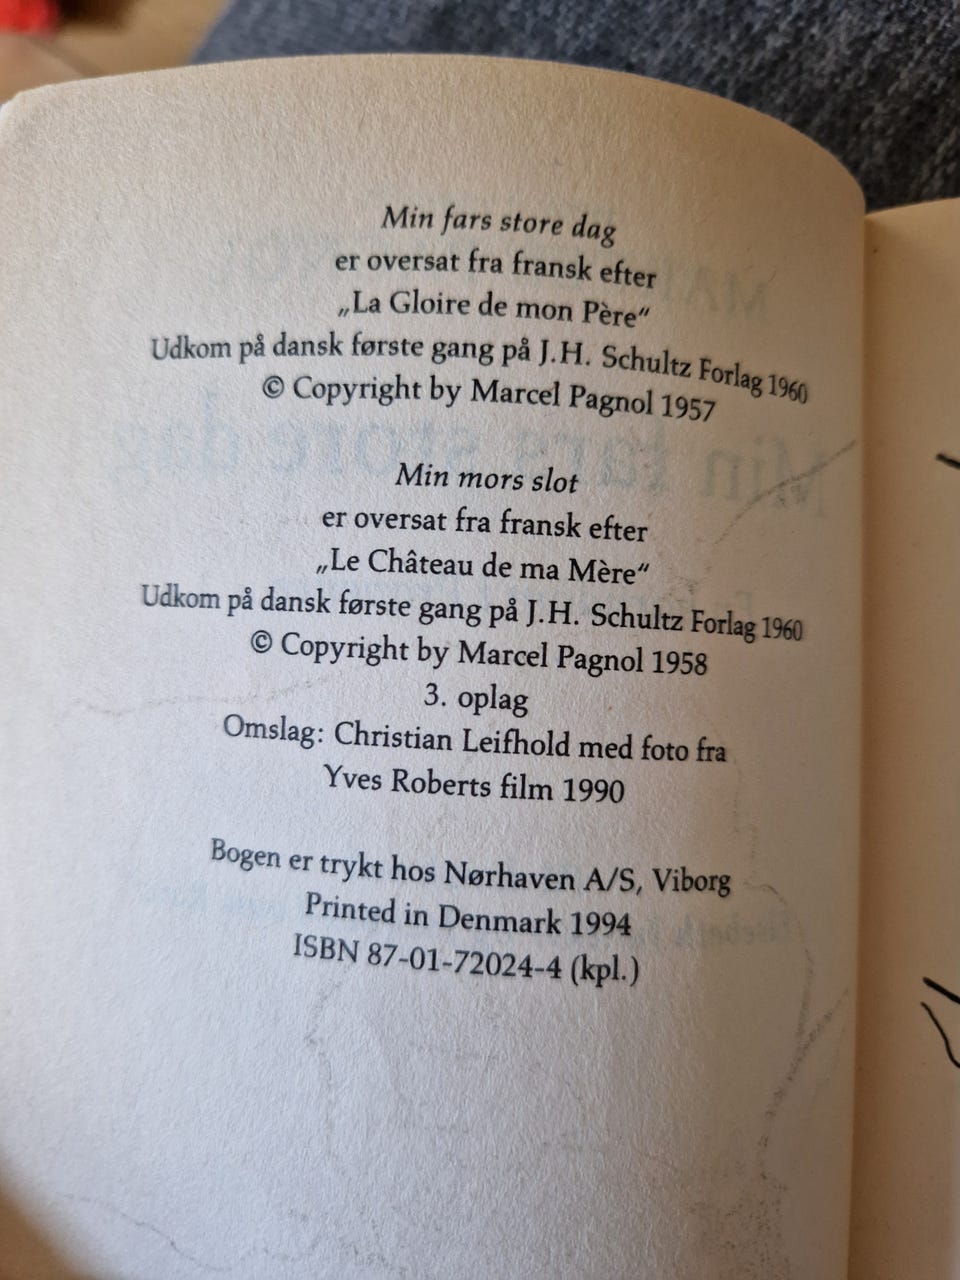 Min fars store dag
er oversat fra fransk efter
„La Gloire de mon Père“
Udkom på dansk første gang på J.H. Schultz Forlag 1960
© Copyright by Marcel Pagnol 1957
Min mors slot
er oversat fra fransk efter
„Le Château de ma Mère“
Udkom på dansk første gang på J.H. Schultz Forlag 1960
© Copyright by Marcel Pagnol 1958
3. oplag
Omslag: Christian Leifhold med foto fra
Yves Roberts film 1990
Bogen er trykt hos Nørhaven A/S, Viborg
Printed in Denmark 1994
ISBN 87-01-72024-4 (kpl.)